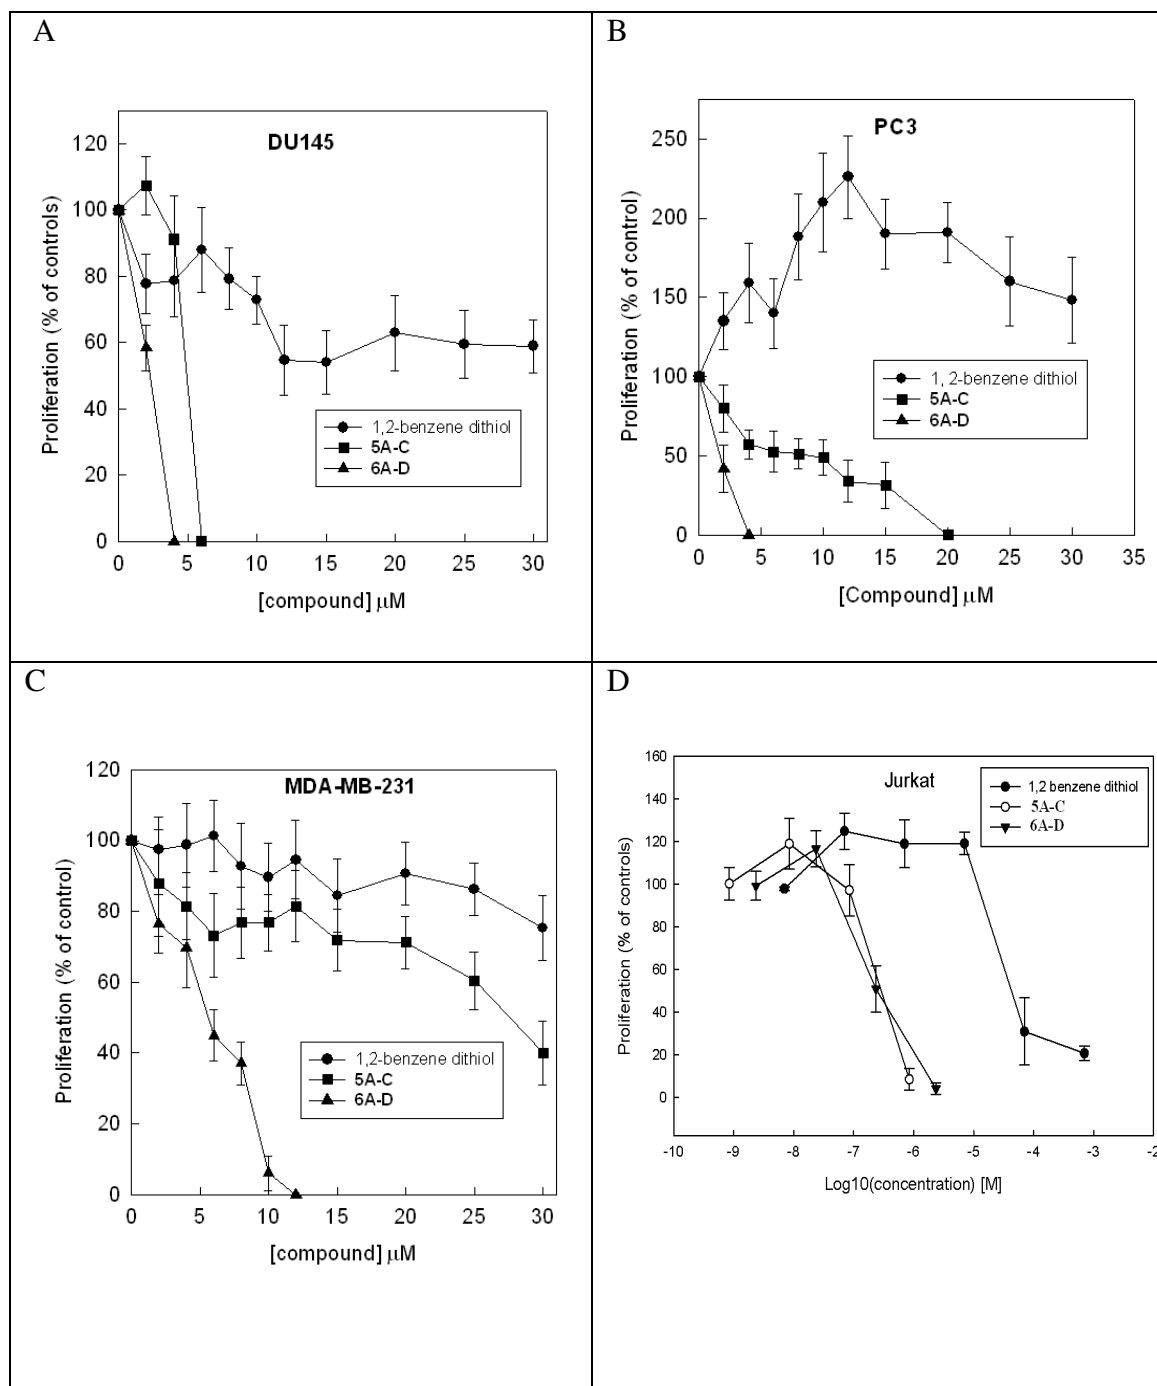 A
DU145
Proliferation (% of controls)
120
100
80
60
40
20
0
1,2-benzene dithiol
5A-C
6A-D
0 5 10 15 20 25 30
[compound] μM
B
PC3
Proliferation (% of control)
250
200
150
100
50
0
1, 2-benzene dithiol
5A-C
6A-D
0 5 10 15 20 25 30 35
[Compound] μM
C
MDA-MB-231
Proliferation (% of control)
120
100
80
60
40
20
0
1,2-benzene dithiol
5A-C
6A-D
0 5 10 15 20 25 30
[compound] μM
D
Jurkat
Proliferation (% of controls)
160
140
120
100
80
60
40
20
0
1,2 benzene dithiol
5A-C
6A-D
-10 -9 -8 -7 -6 -5 -4 -3 -2
Log10(concentration) [M]